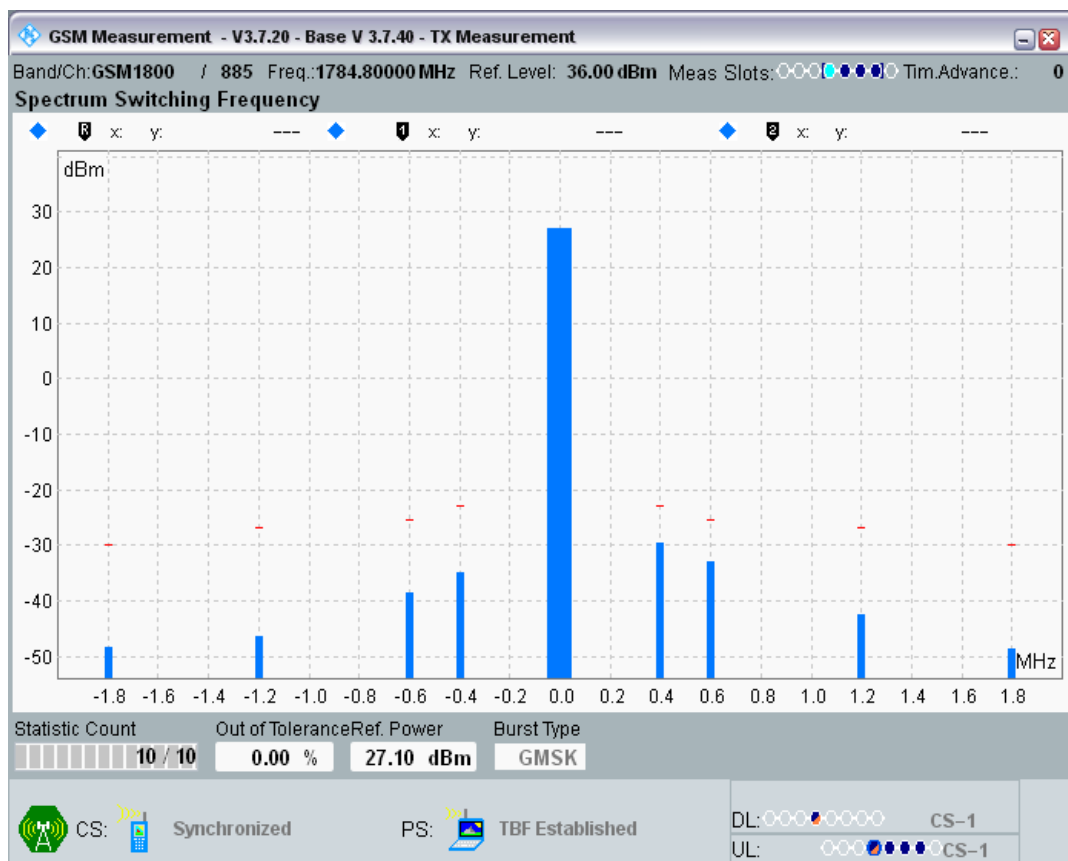 GSM Measurement - V3.7.20 - Base V 3.7.40 - TX Measurement
Band/Ch:GSM1800 / 885 Freq.:1784.80000 MHz Ref. Level: 36.00 dBm Meas Slots: Tim.Advance.: 0
Spectrum Switching Frequency
R x: y: --- 1 x: y: --- 2 x: y: ---
dBm
30
20
10
0
-10
-20
-30
-40
-50
MHz
-1.8 -1.6 -1.4 -1.2 -1.0 -0.8 -0.6 -0.4 -0.2 0.0 0.2 0.4 0.6 0.8 1.0 1.2 1.4 1.6 1.8
Statistic Count Out of Tolerance Ref. Power Burst Type
10 / 10 0.00 % 27.10 dBm GMSK
CS: Synchronized PS: TBF Established
DL: CS-1
UL: CS-1